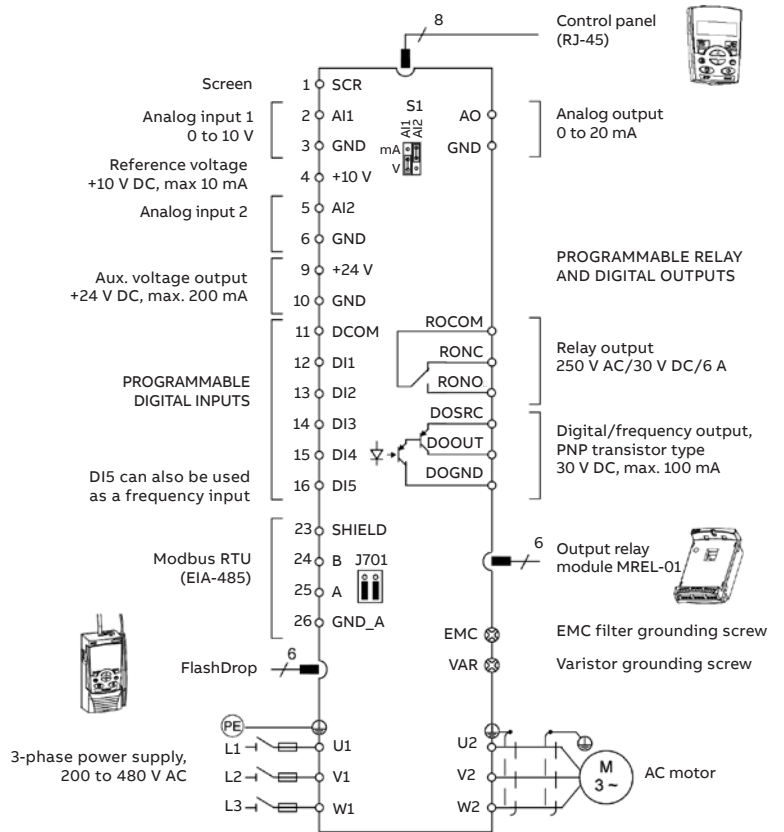 8
Control panel
(RJ-45)
Screen
1 SCR
Analog input 1
0 to 10 V
2 AI1
3 GND
S1
AI1
AI2
mA
V
AO
GND
Analog output
0 to 20 mA
Reference voltage
+10 V DC, max 10 mA
4 +10 V
Analog input 2
5 AI2
6 GND
Aux. voltage output
+24 V DC, max. 200 mA
9 +24 V
10 GND
PROGRAMMABLE RELAY
AND DIGITAL OUTPUTS
PROGRAMMABLE
DIGITAL INPUTS
DI5 can also be used
as a frequency input
11 DCOM
12 DI1
13 DI2
14 DI3
15 DI4
16 DI5
ROCOM
RONC
RONO
Relay output
250 V AC/30 V DC/6 A
DOSRC
DOOUT
DOGND
Digital/frequency output,
PNP transistor type
30 V DC, max. 100 mA
Modbus RTU
(EIA-485)
23 SHIELD
24 B
25 A
26 GND_A
J701
6
Output relay
module MREL-01
EMC
EMC filter grounding screw
VAR
Varistor grounding screw
FlashDrop
6
PE
3-phase power supply,
200 to 480 V AC
L1 U1
L2 V1
L3 W1
U2
V2
W2
M
3 ~
AC motor